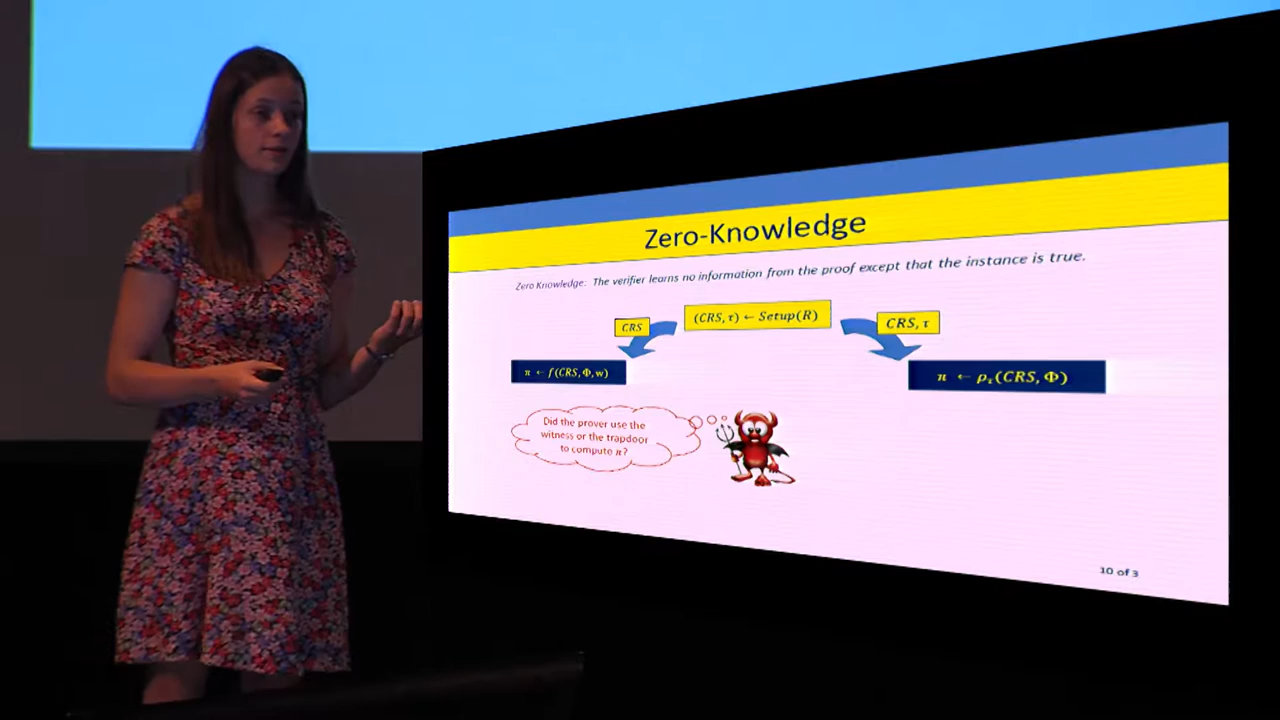 Zero-Knowledge
Zero Knowledge: The verifier learns no information from the proof except that the instance is true.
(CRS, τ) ← Setup(R)
CRS
CRS, τ
π ← f(CRS, Φ, w)
π ← ρ_τ(CRS, Φ)
Did the prover use the
witness or the trapdoor
to compute π?
10 of 3